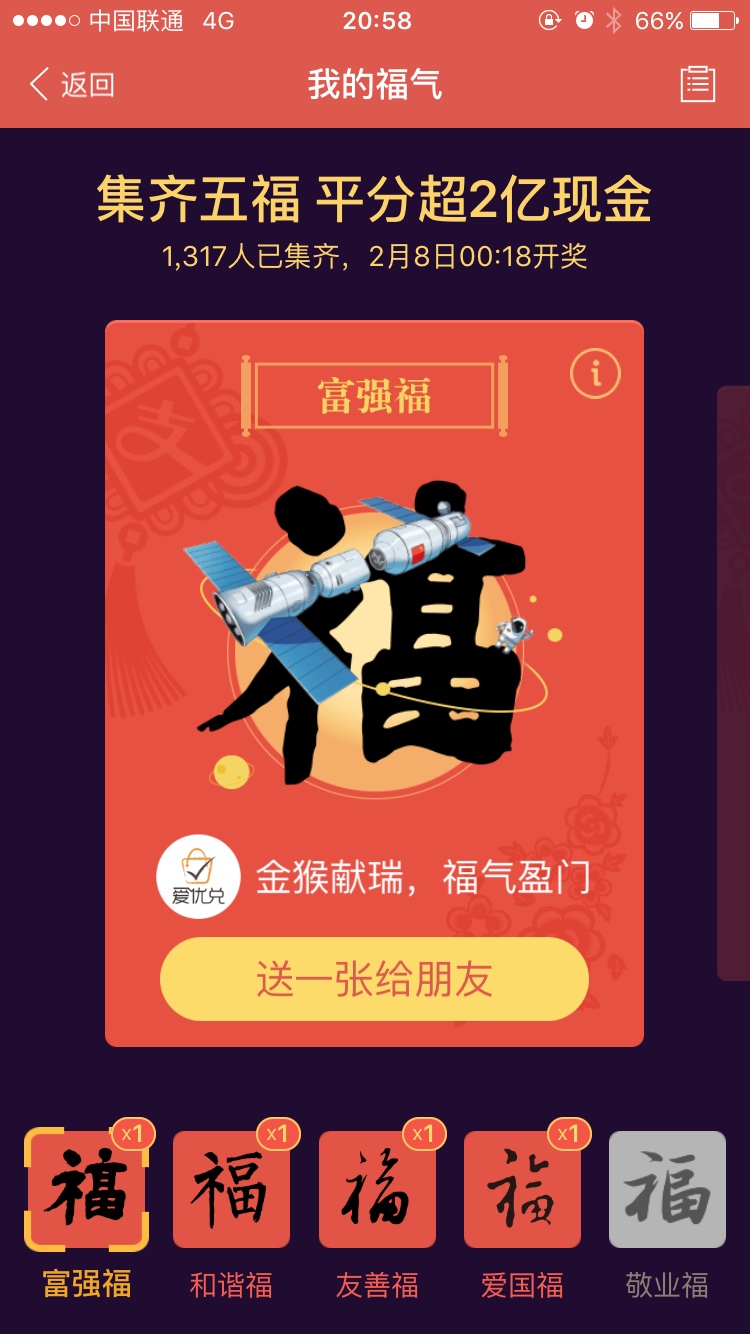 中国联通 4G 20:58 66%
返回 我的福气
集齐五福 平分超2亿现金
1,317人已集齐，2月8日00:18开奖
支
富强福
i
福
爱优兑
金猴献瑞，福气盈门
送一张给朋友
x1 x1 x1 x1
福 福 福 福 福
富强福 和谐福 友善福 爱国福 敬业福